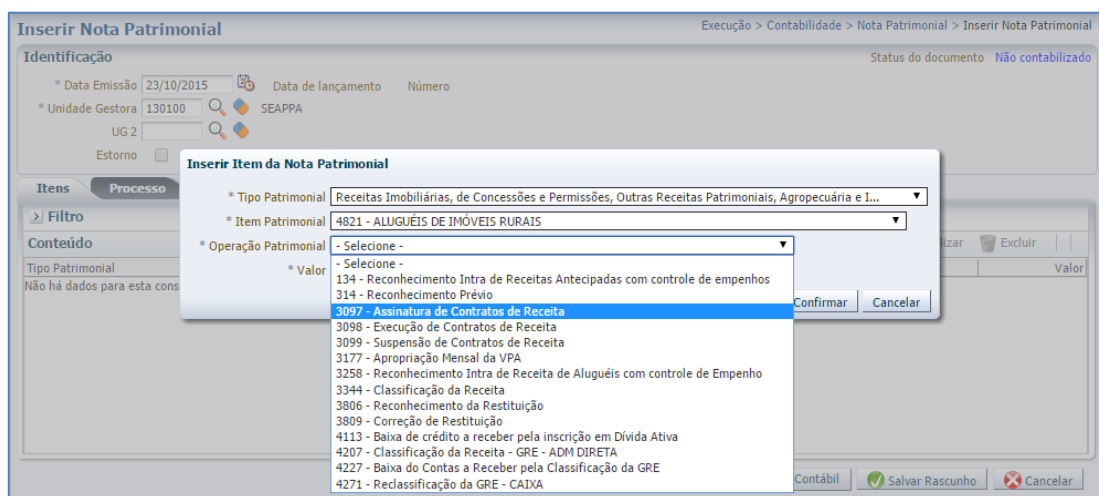 Inserir Nota Patrimonial
Execução > Contabilidade > Nota Patrimonial > Inserir Nota Patrimonial
Identificação
Status do documento Não contabilizado
* Data Emissão 23/10/2015 Data de lançamento Número
* Unidade Gestora 130100 SEAPPA
UG 2
Estorno
Inserir Item da Nota Patrimonial
Itens Processo
* Tipo Patrimonial Receitas Imobiliárias, de Concessões e Permissões, Outras Receitas Patrimoniais, Agropecuária e I...
> Filtro
* Item Patrimonial 4821 - ALUGUÉIS DE IMÓVEIS RURAIS
Conteúdo
* Operação Patrimonial - Selecione -
Excluir
Tipo Patrimonial
* Valor
Valor
Não há dados para esta
- Selecione -
134 - Reconhecimento Intra de Receitas Antecipadas com controle de empenhos
314 - Reconhecimento Prévio
3097 - Assinatura de Contratos de Receita
Confirmar Cancelar
3098 - Execução de Contratos de Receita
3099 - Suspensão de Contratos de Receita
3177 - Apropriação Mensal da VPA
3258 - Reconhecimento Intra de Receita de Aluguéis com controle de Empenho
3344 - Classificação da Receita
3806 - Reconhecimento da Restituição
3809 - Correção de Restituição
4113 - Baixa de crédito a receber pela inscrição em Dívida Ativa
4207 - Classificação da Receita - GRE - ADM DIRETA
4227 - Baixa do Contas a Receber pela Classificação da GRE
4271 - Reclassificação da GRE - CAIXA
Contábil Salvar Rascunho Cancelar